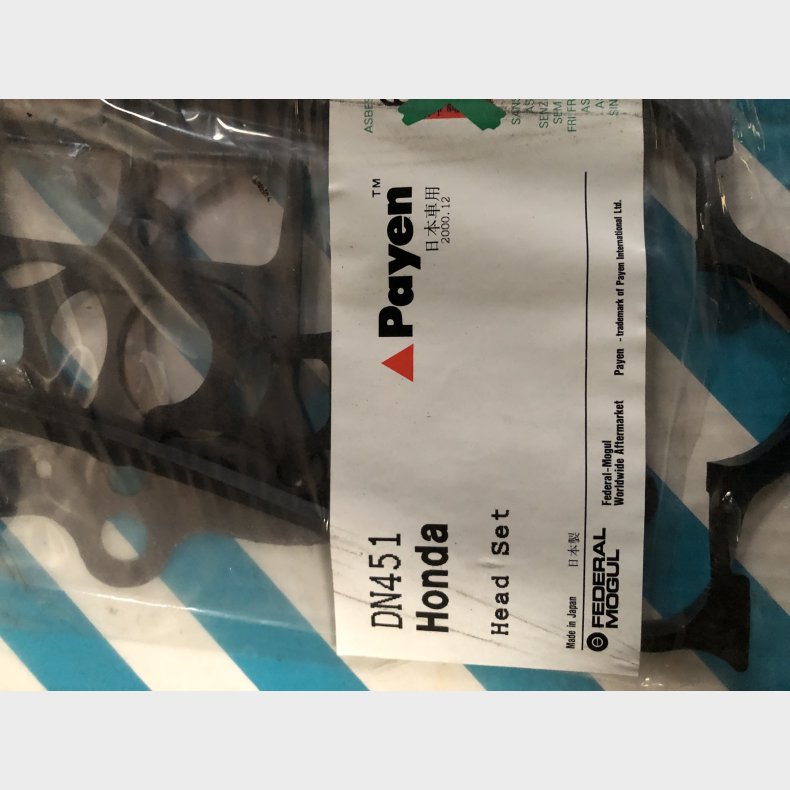 DN451
Honda
Head Set
Payen™
日本車用
2000.12
Made in Japan 日本製
FEDERAL
MOGUL
Federal-Mogul
Worldwide Aftermarket
Payen - trademark of Payen International Ltd.